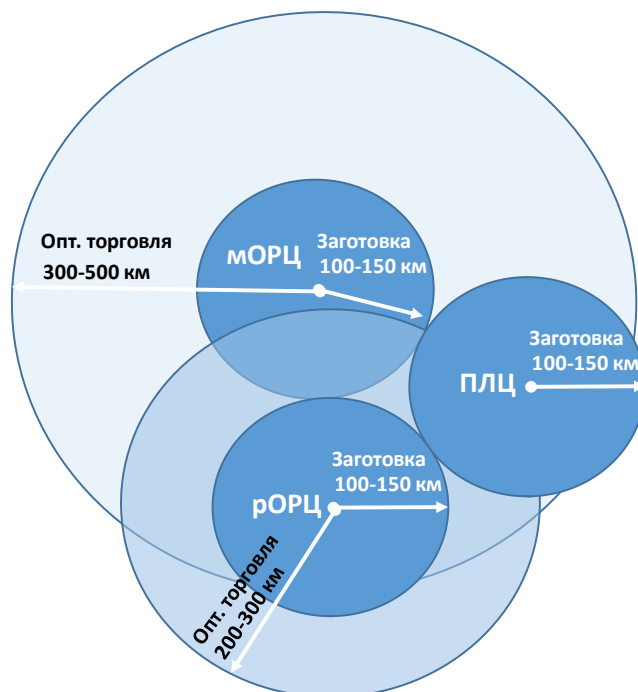 Опт. торговля
300-500 км
мОРЦ
Заготовка
100-150 км
Заготовка
100-150 км
ПЛЦ
Заготовка
100-150 км
рОРЦ
Опт. торговля
200-300 км